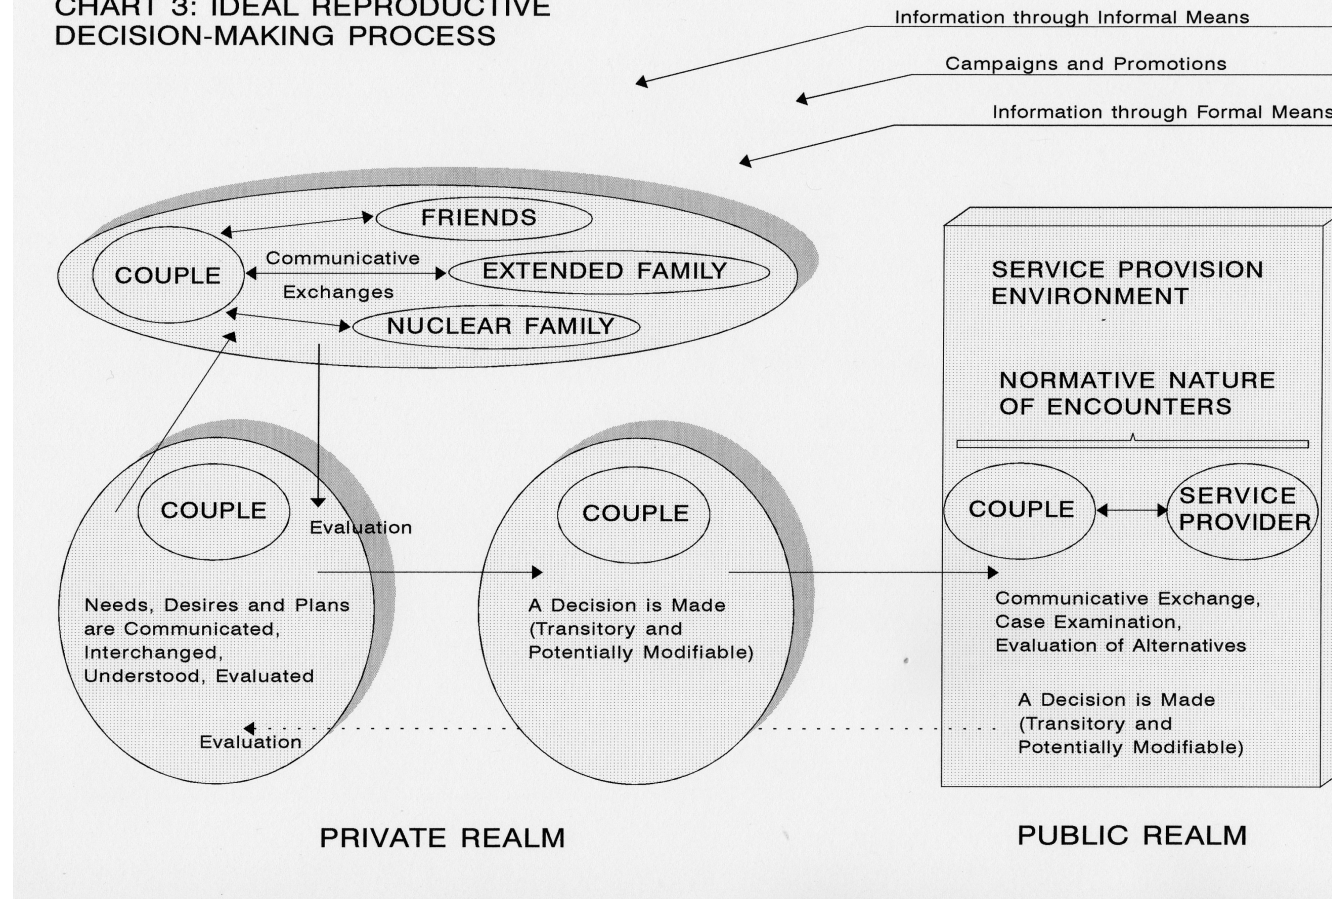 CHART 3: IDEAL REPRODUCTIVE
DECISION-MAKING PROCESS
Information through Informal Means
Campaigns and Promotions
Information through Formal Means
FRIENDS
COUPLE
Communicative
Exchanges
EXTENDED FAMILY
NUCLEAR FAMILY
COUPLE
Evaluation
Needs, Desires and Plans
are Communicated,
Interchanged,
Understood, Evaluated
Evaluation
COUPLE
A Decision is Made
(Transitory and
Potentially Modifiable)
PRIVATE REALM
SERVICE PROVISION
ENVIRONMENT
NORMATIVE NATURE
OF ENCOUNTERS
COUPLE
SERVICE
PROVIDER
Communicative Exchange,
Case Examination,
Evaluation of Alternatives
A Decision is Made
(Transitory and
Potentially Modifiable)
PUBLIC REALM